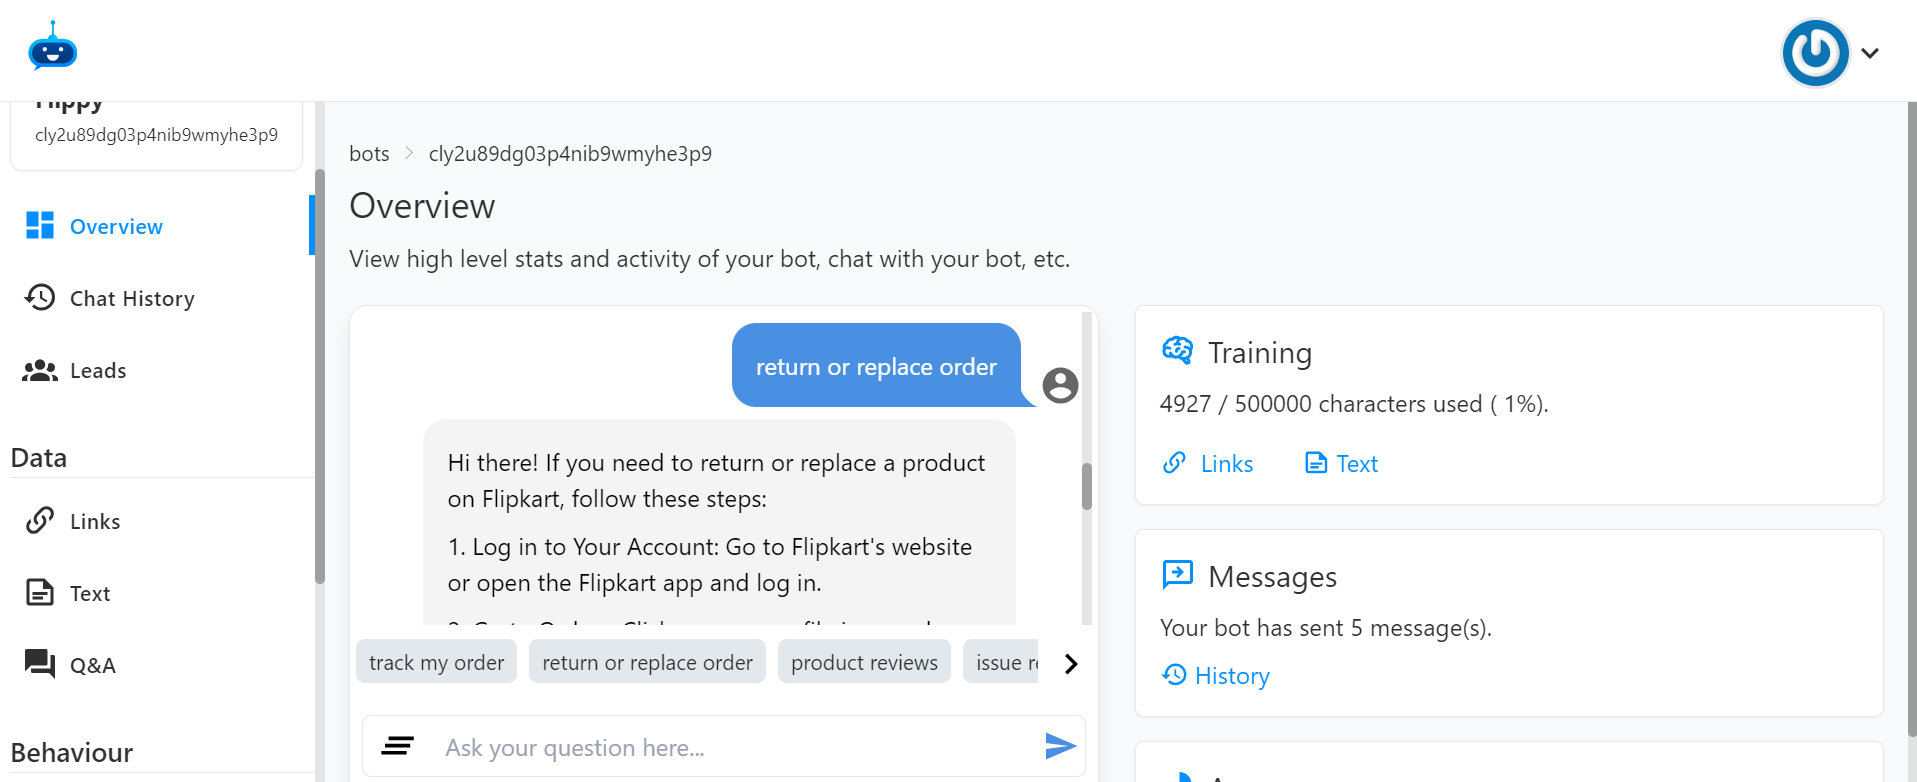 cly2u89dg03p4nib9wmyhe3p9
Overview
Chat History
Leads
Data
Links
Text
Q&A
Behaviour
bots > cly2u89dg03p4nib9wmyhe3p9
Overview
View high level stats and activity of your bot, chat with your bot, etc.
return or replace order
Hi there! If you need to return or replace a product
on Flipkart, follow these steps:
1. Log in to Your Account: Go to Flipkart's website
or open the Flipkart app and log in.
track my order
return or replace order
product reviews
issue re
Ask your question here...
Training
4927 / 500000 characters used ( 1%).
Links
Text
Messages
Your bot has sent 5 message(s).
History